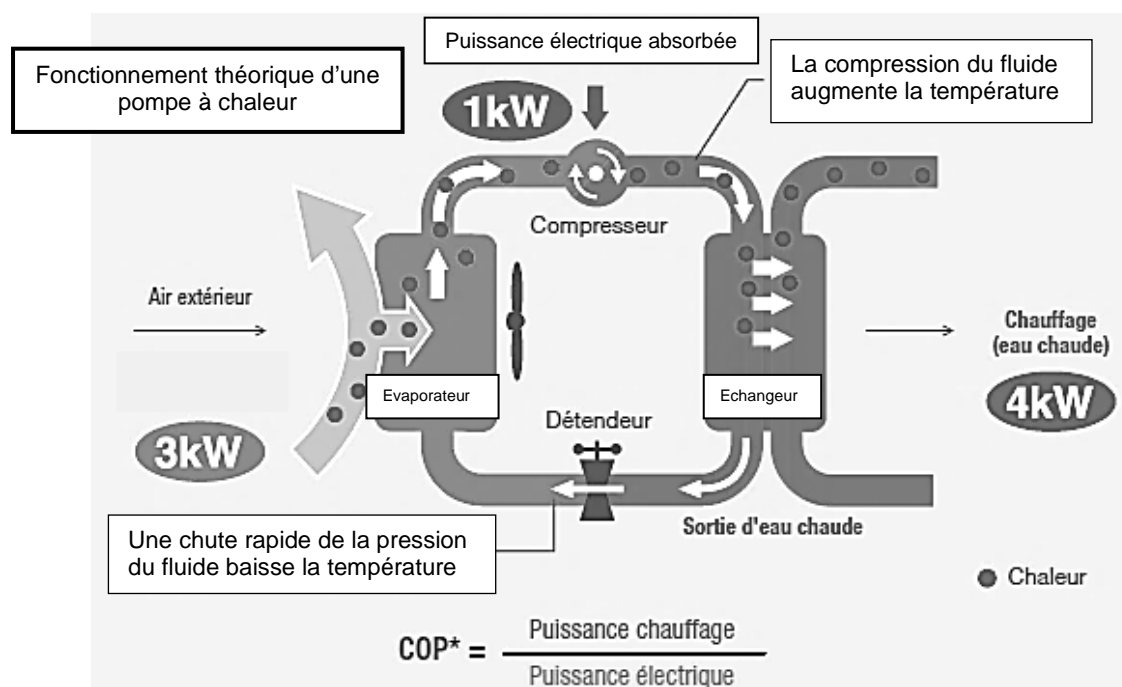 Fonctionnement théorique d'une
pompe à chaleur
Puissance électrique absorbée
1kW
La compression du fluide
augmente la température
Compresseur
Air extérieur
3kW
Evaporateur
Echangeur
Chauffage
(eau chaude)
4kW
Détendeur
Sortie d'eau chaude
Une chute rapide de la pression
du fluide baisse la température
Chaleur
COP* =
Puissance chauffage
Puissance électrique